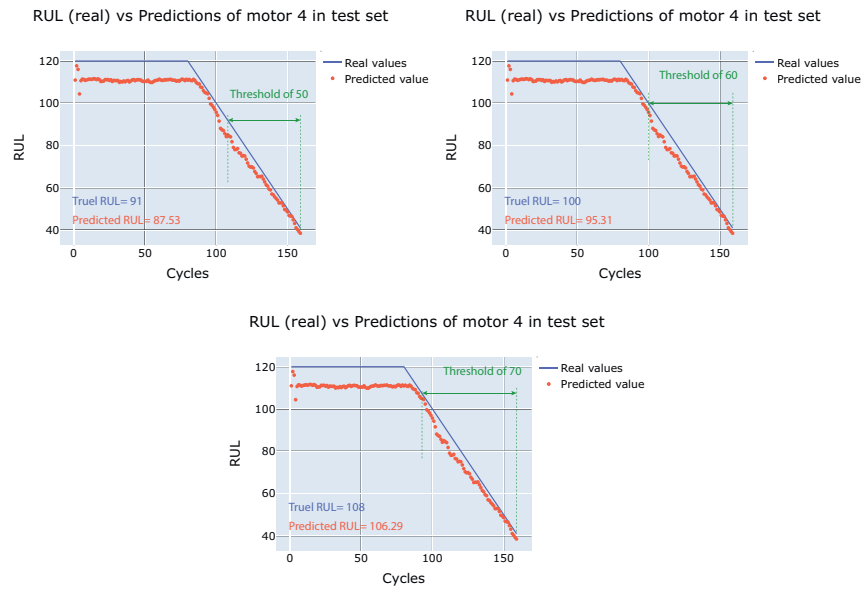 RUL (real) vs Predictions of motor 4 in test set
120
100
80
60
40
RUL
0
50
100
150
Cycles
Real values
Predicted value
Threshold of 50
Truel RUL= 91
Predicted RUL= 87.53
RUL (real) vs Predictions of motor 4 in test set
120
100
80
60
40
RUL
0
50
100
150
Cycles
Real values
Predicted value
Threshold of 60
Truel RUL= 100
Predicted RUL= 95.31
RUL (real) vs Predictions of motor 4 in test set
120
100
80
60
40
RUL
0
50
100
150
Cycles
Real values
Predicted value
Threshold of 70
Truel RUL= 108
Predicted RUL= 106.29